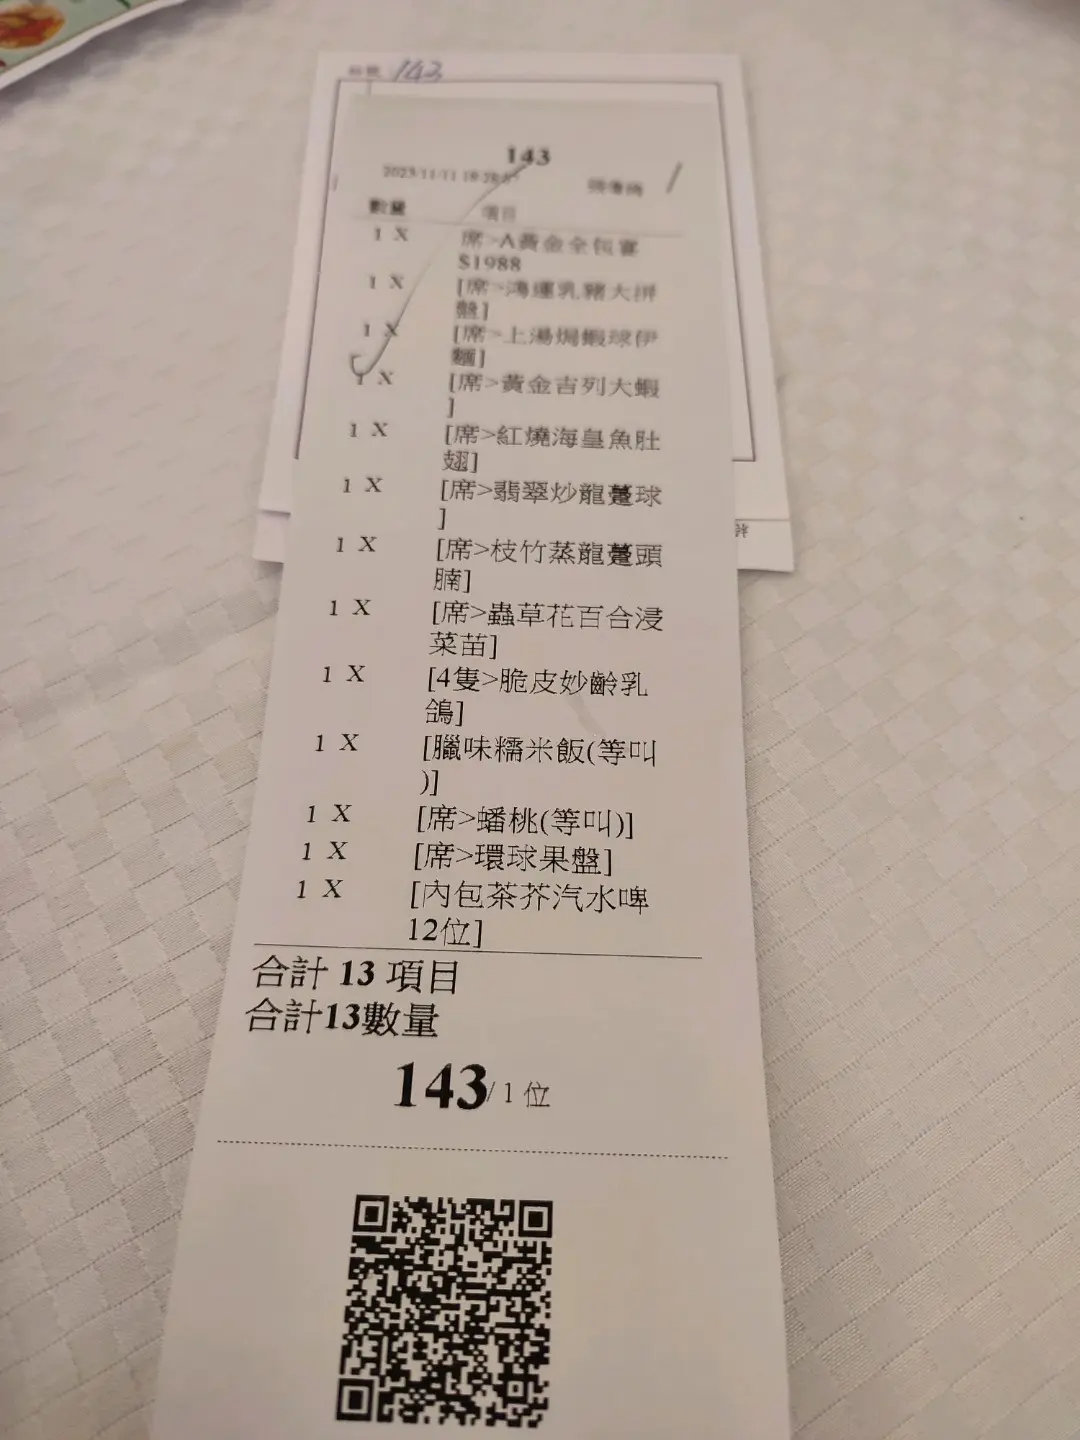 143
143
2023/11/11
數量 項目
1 X 席>A黃金全包宴
$1988
1 X [席>鴻運乳豬大拼
盤]
1 X [席>上湯焗蝦球伊
麵]
1 X [席>黃金吉列大蝦
]
1 X [席>紅燒海皇魚肚
翅]
1 X [席>翡翠炒龍躉球
]
1 X [席>枝竹蒸龍躉頭
腩]
1 X [席>蟲草花百合浸
菜苗]
1 X [4隻>脆皮妙齡乳
鴿]
1 X [臘味糯米飯(等叫
)]
1 X [席>蟠桃(等叫)]
1 X [席>環球果盤]
1 X [內包茶芥汽水啤
12位]
合計 13 項目
合計13數量
143/1 位